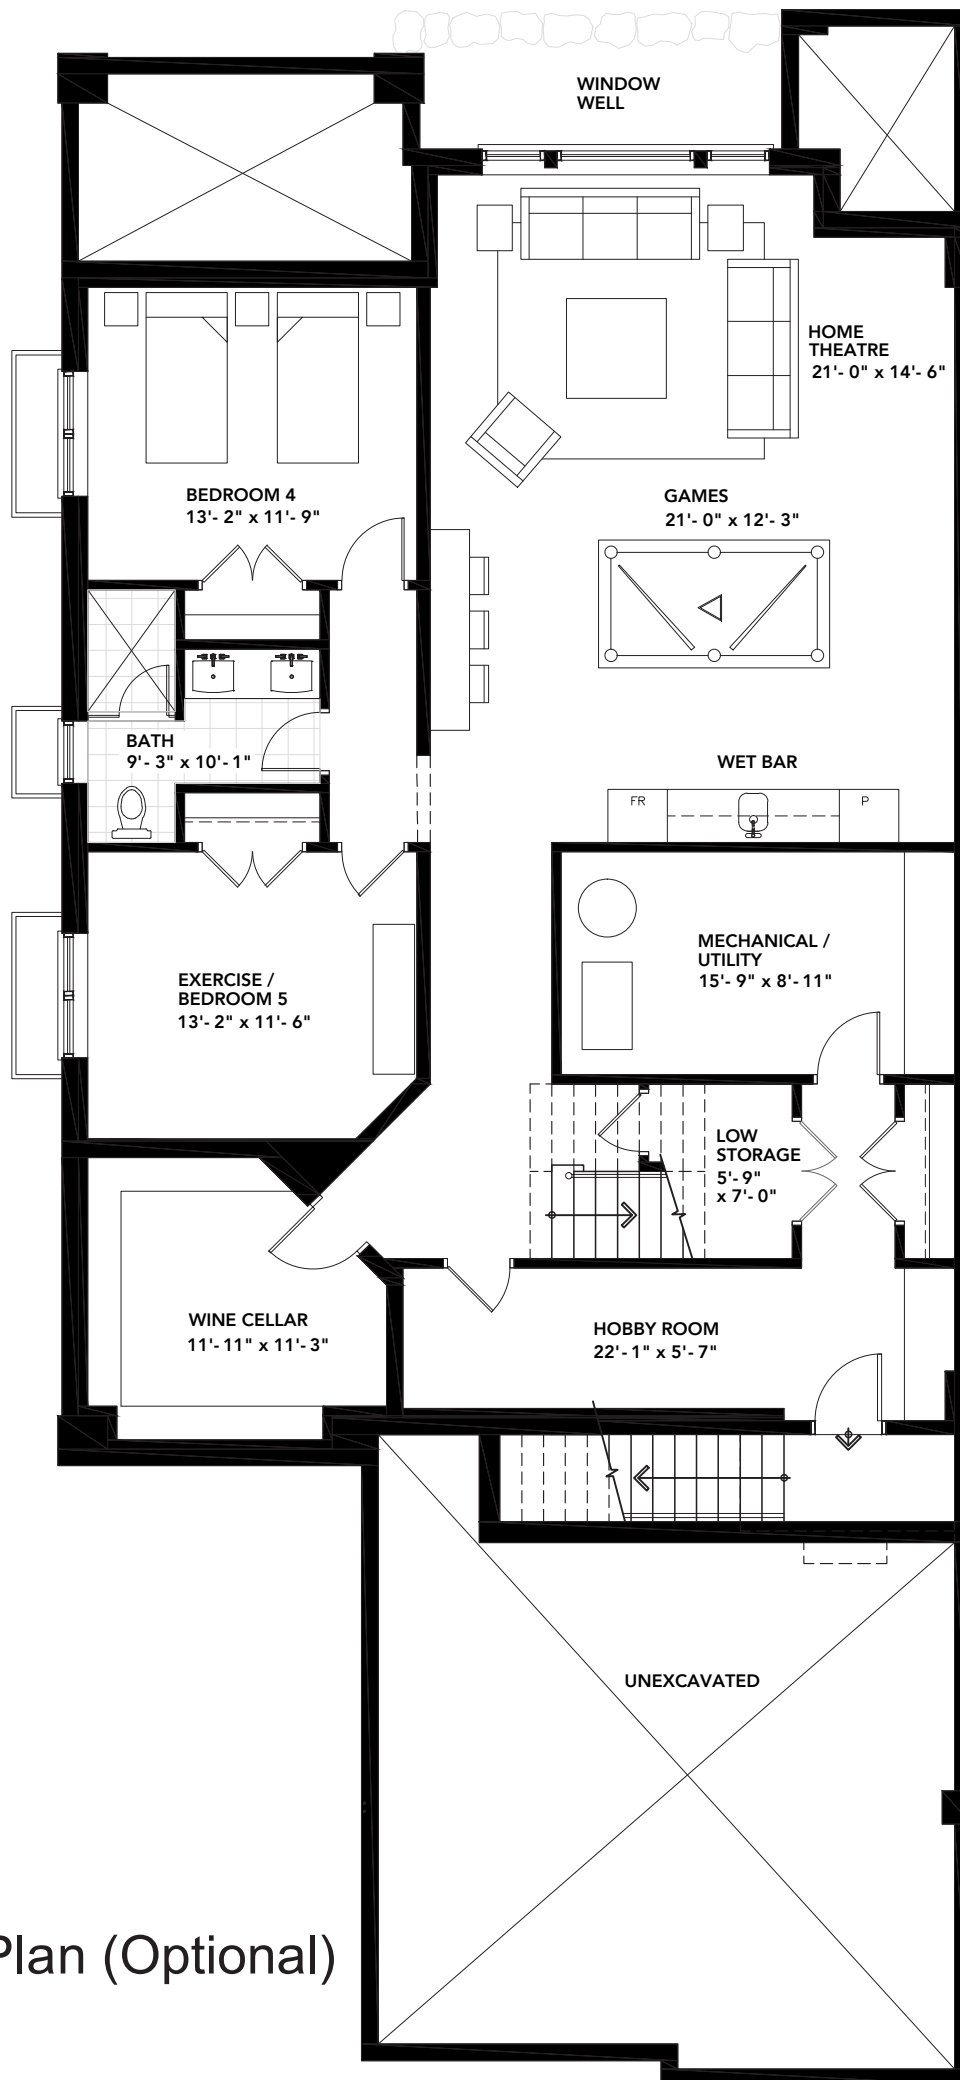 WINDOW
WELL
HOME
THEATRE
21'- 0" x 14'- 6"
BEDROOM 4
13'- 2" x 11'- 9"
GAMES
21'- 0" x 12'- 3"
BATH
9'- 3" x 10'- 1"
WET BAR
FR
P
MECHANICAL /
UTILITY
15'- 9" x 8'- 11"
EXERCISE /
BEDROOM 5
13'- 2" x 11'- 6"
LOW
STORAGE
5'- 9"
x 7'- 0"
WINE CELLAR
11'- 11" x 11'- 3"
HOBBY ROOM
22'- 1" x 5'- 7"
UNEXCAVATED
Plan (Optional)